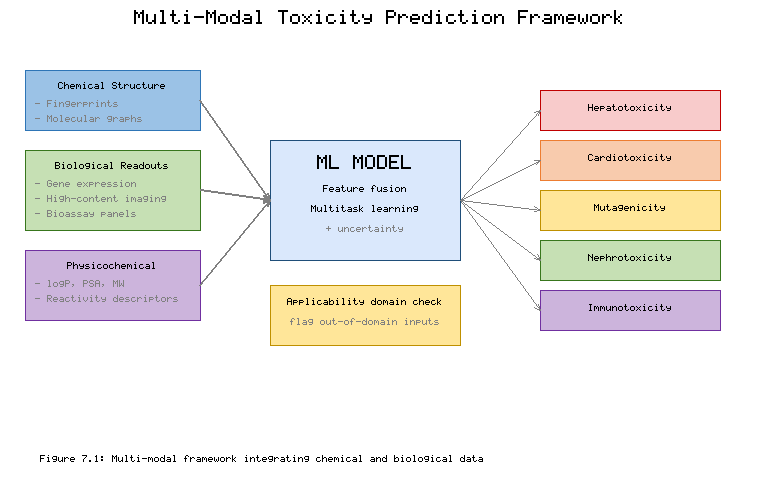 Multi-Modal Toxicity Prediction Framework
Chemical Structure
- Fingerprints
- Molecular graphs
Biological Readouts
- Gene expression
- High-content imaging
- Bioassay panels
Physicochemical
- logP, PSA, MW
- Reactivity descriptors
ML MODEL
Feature fusion
Multitask learning
+ uncertainty
Applicability domain check
flag out-of-domain inputs
Hepatotoxicity
Cardiotoxicity
Mutagenicity
Nephrotoxicity
Immunotoxicity
Figure 7.1: Multi-modal framework integrating chemical and biological data